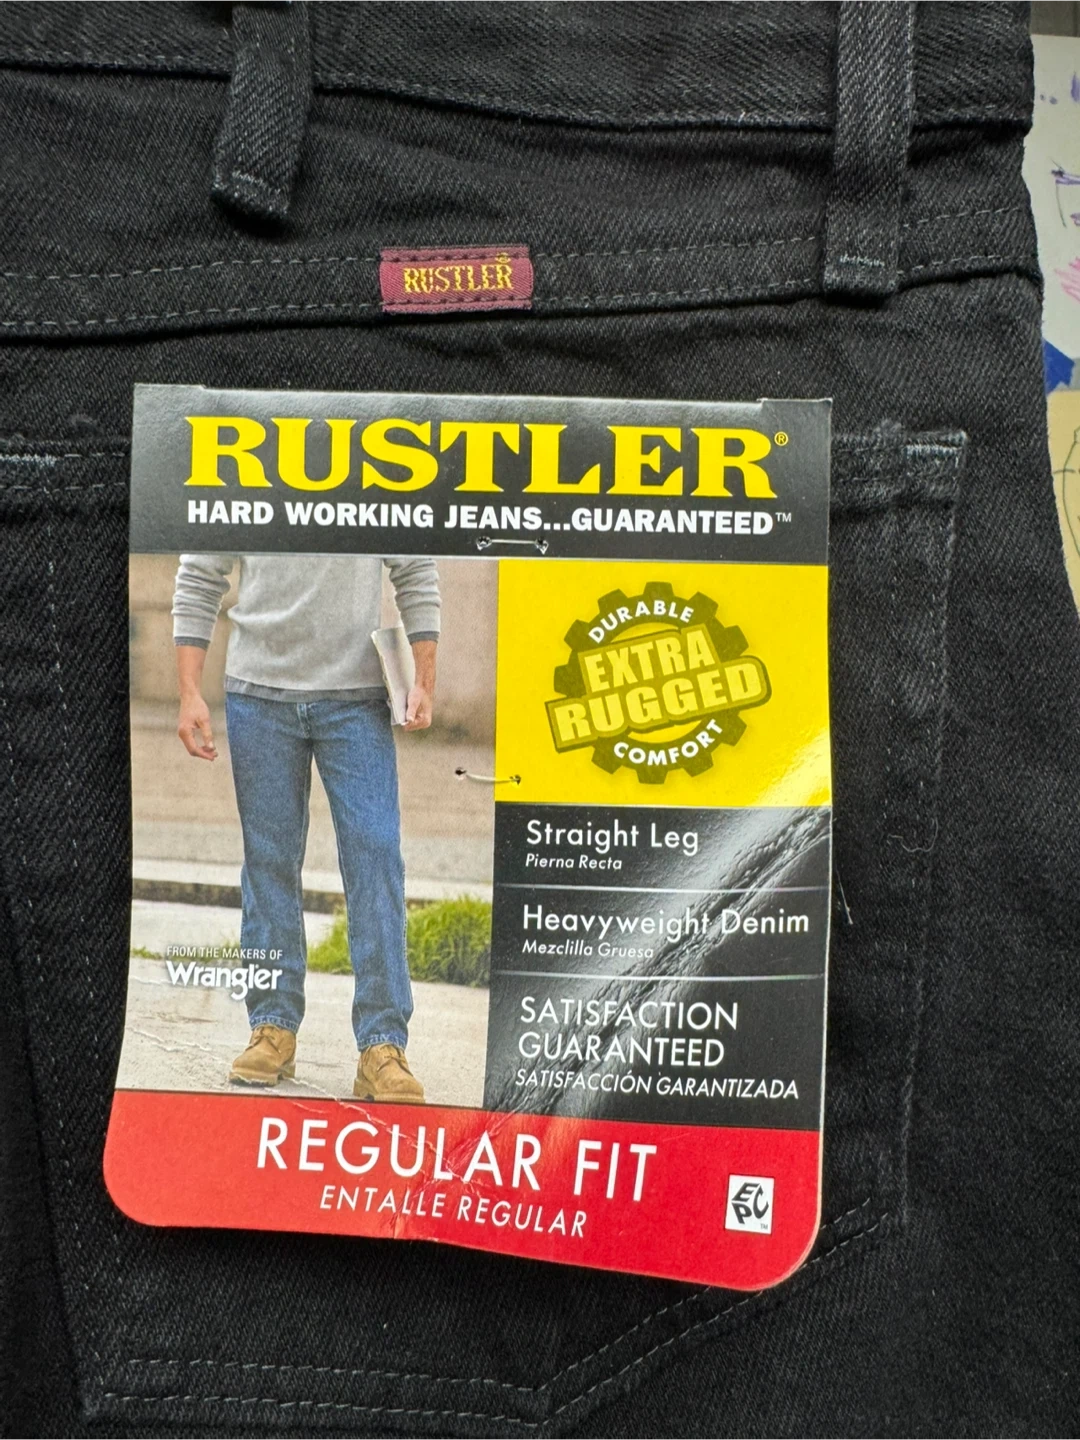 RUSTLER
RUSTLER®
HARD WORKING JEANS...GUARANTEED™
DURABLE
EXTRA
RUGGED
COMFORT
Straight Leg
Pierna Recta
Heavyweight Denim
Mezclilla Gruesa
FROM THE MAKERS OF
Wrangler
SATISFACTION
GUARANTEED
SATISFACCIÓN GARANTIZADA
REGULAR FIT
ENTALLE REGULAR
EPC™